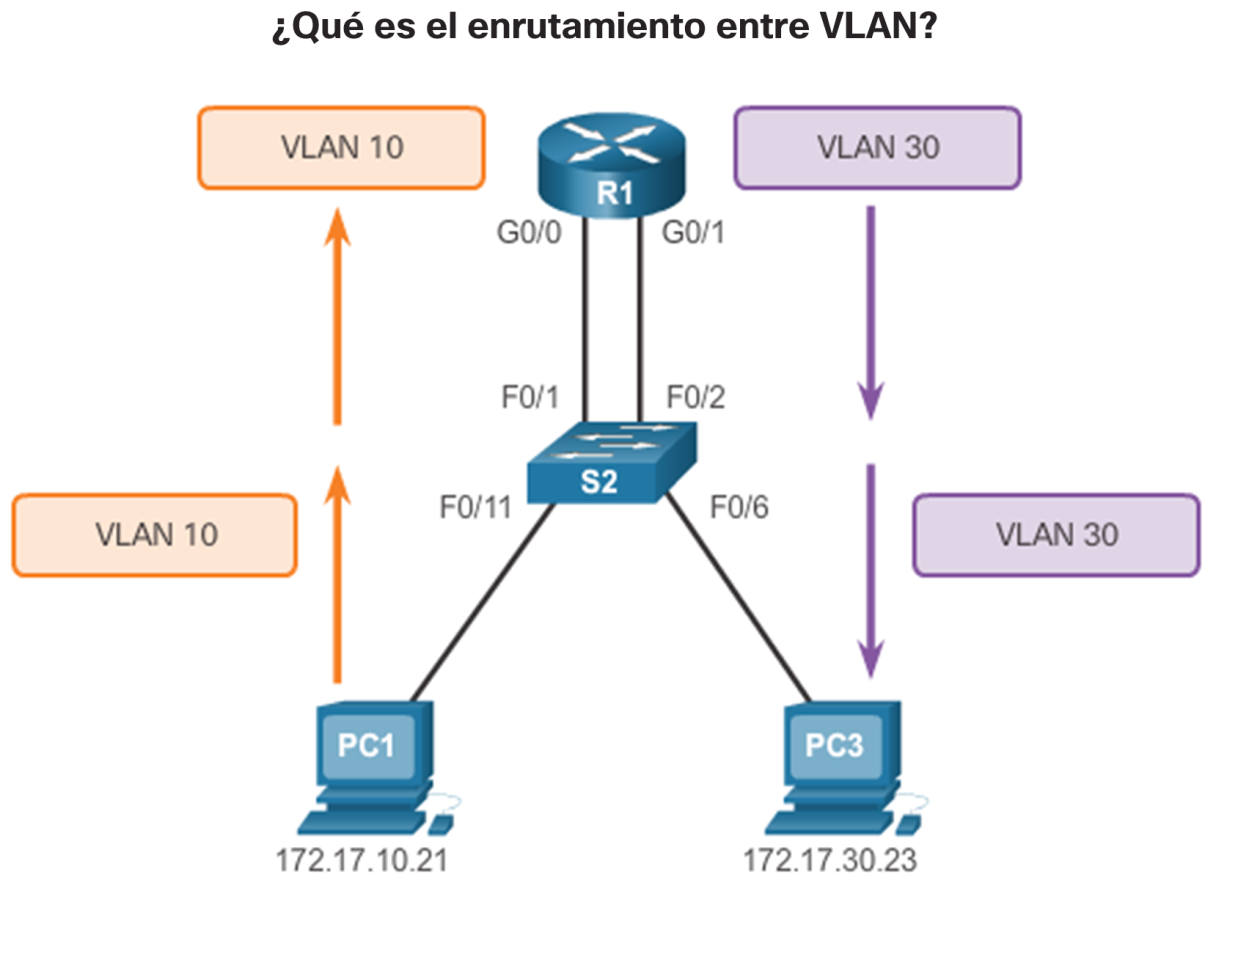 ¿Qué es el enrutamiento entre VLAN?
VLAN 10
R1
VLAN 30
G0/0
G0/1
F0/1
F0/2
S2
F0/11
F0/6
VLAN 10
VLAN 30
PC1
PC3
172.17.10.21
172.17.30.23